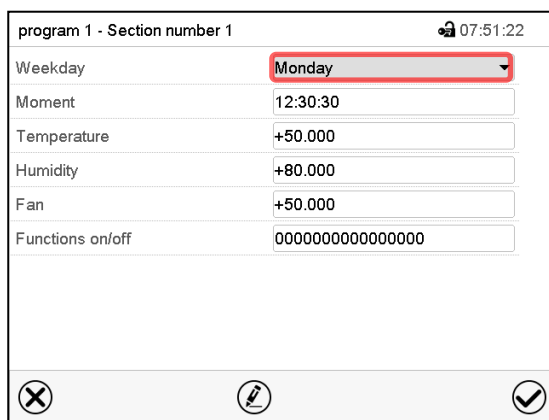 program 1 - Section number 1 07:51:22
Weekday Monday
Moment 12:30:30
Temperature +50.000
Humidity +80.000
Fan +50.000
Functions on/off 0000000000000000